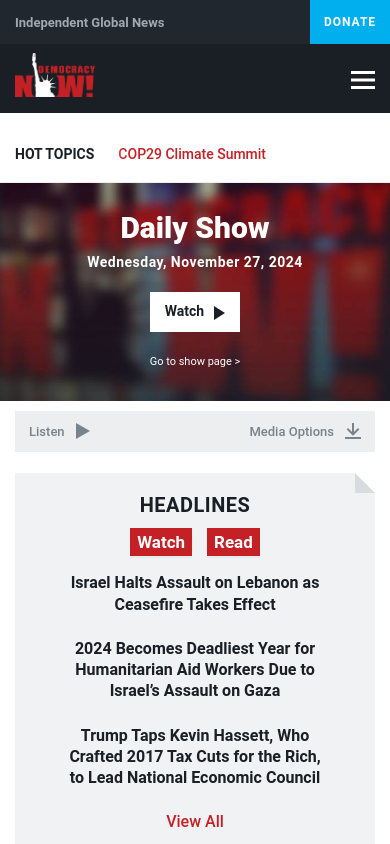 Independent Global News
DONATE
DEMOCRACY
NOW!
HOT TOPICS COP29 Climate Summit
Daily Show
Wednesday, November 27, 2024
Watch
Go to show page >
Listen
Media Options
HEADLINES
Watch Read
Israel Halts Assault on Lebanon as
Ceasefire Takes Effect
2024 Becomes Deadliest Year for
Humanitarian Aid Workers Due to
Israel’s Assault on Gaza
Trump Taps Kevin Hassett, Who
Crafted 2017 Tax Cuts for the Rich,
to Lead National Economic Council
View All